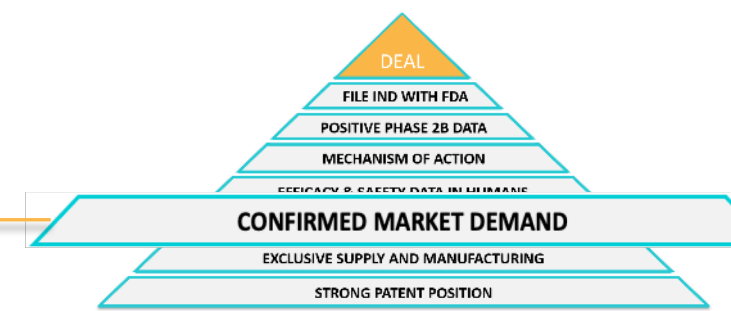 DEAL
FILE IND WITH FDA
POSITIVE PHASE 2B DATA
MECHANISM OF ACTION
EFFICACY & SAFETY DATA IN HUMANS
CONFIRMED MARKET DEMAND
EXCLUSIVE SUPPLY AND MANUFACTURING
STRONG PATENT POSITION